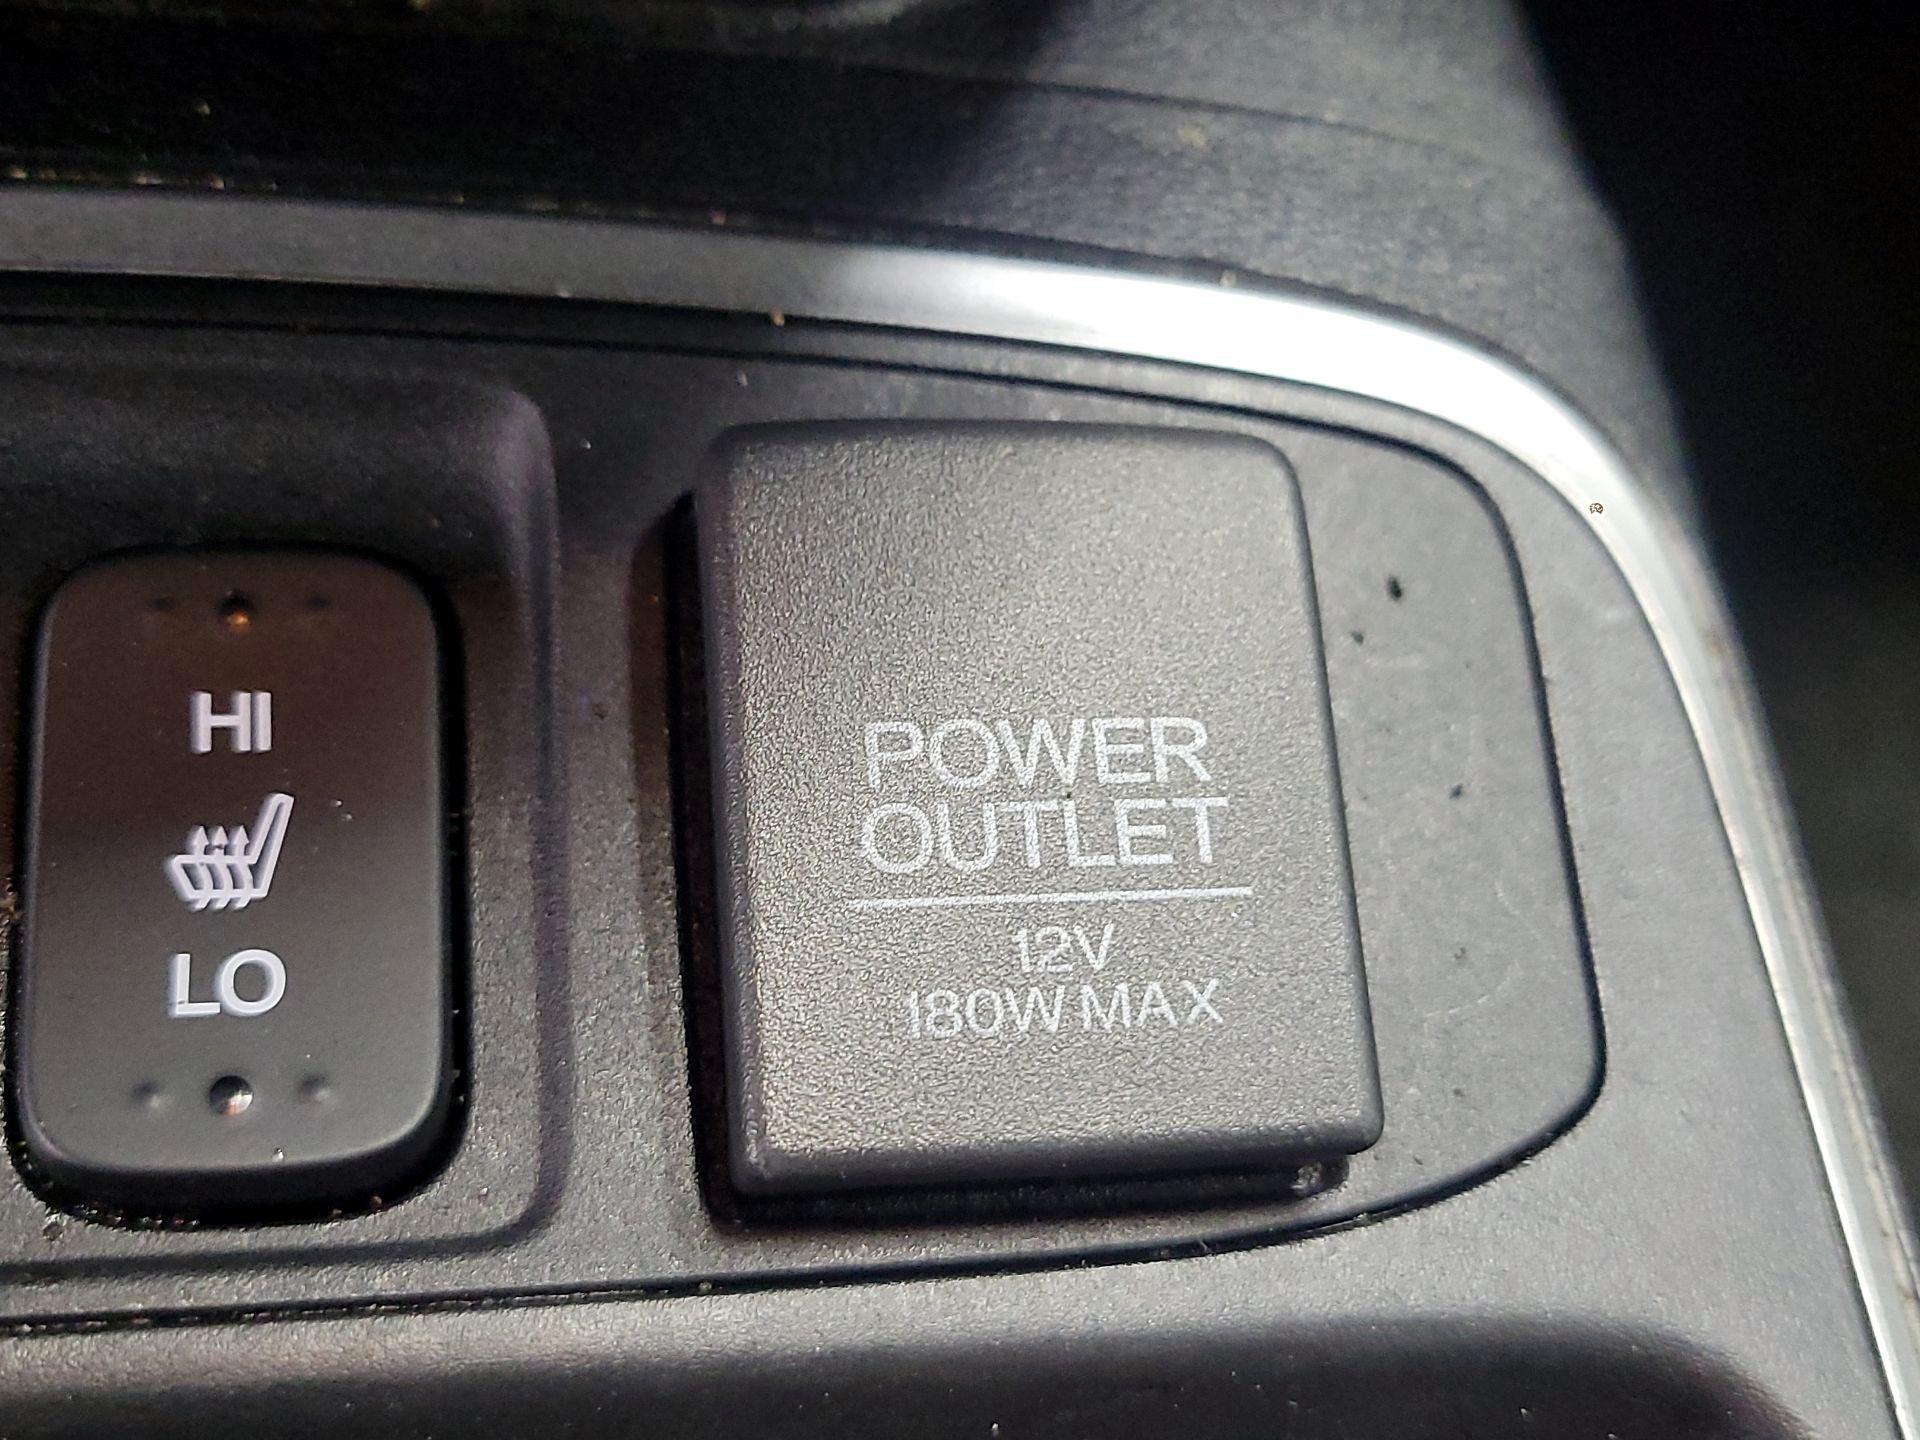 HI
LO
POWER
OUTLET
12V
180W MAX